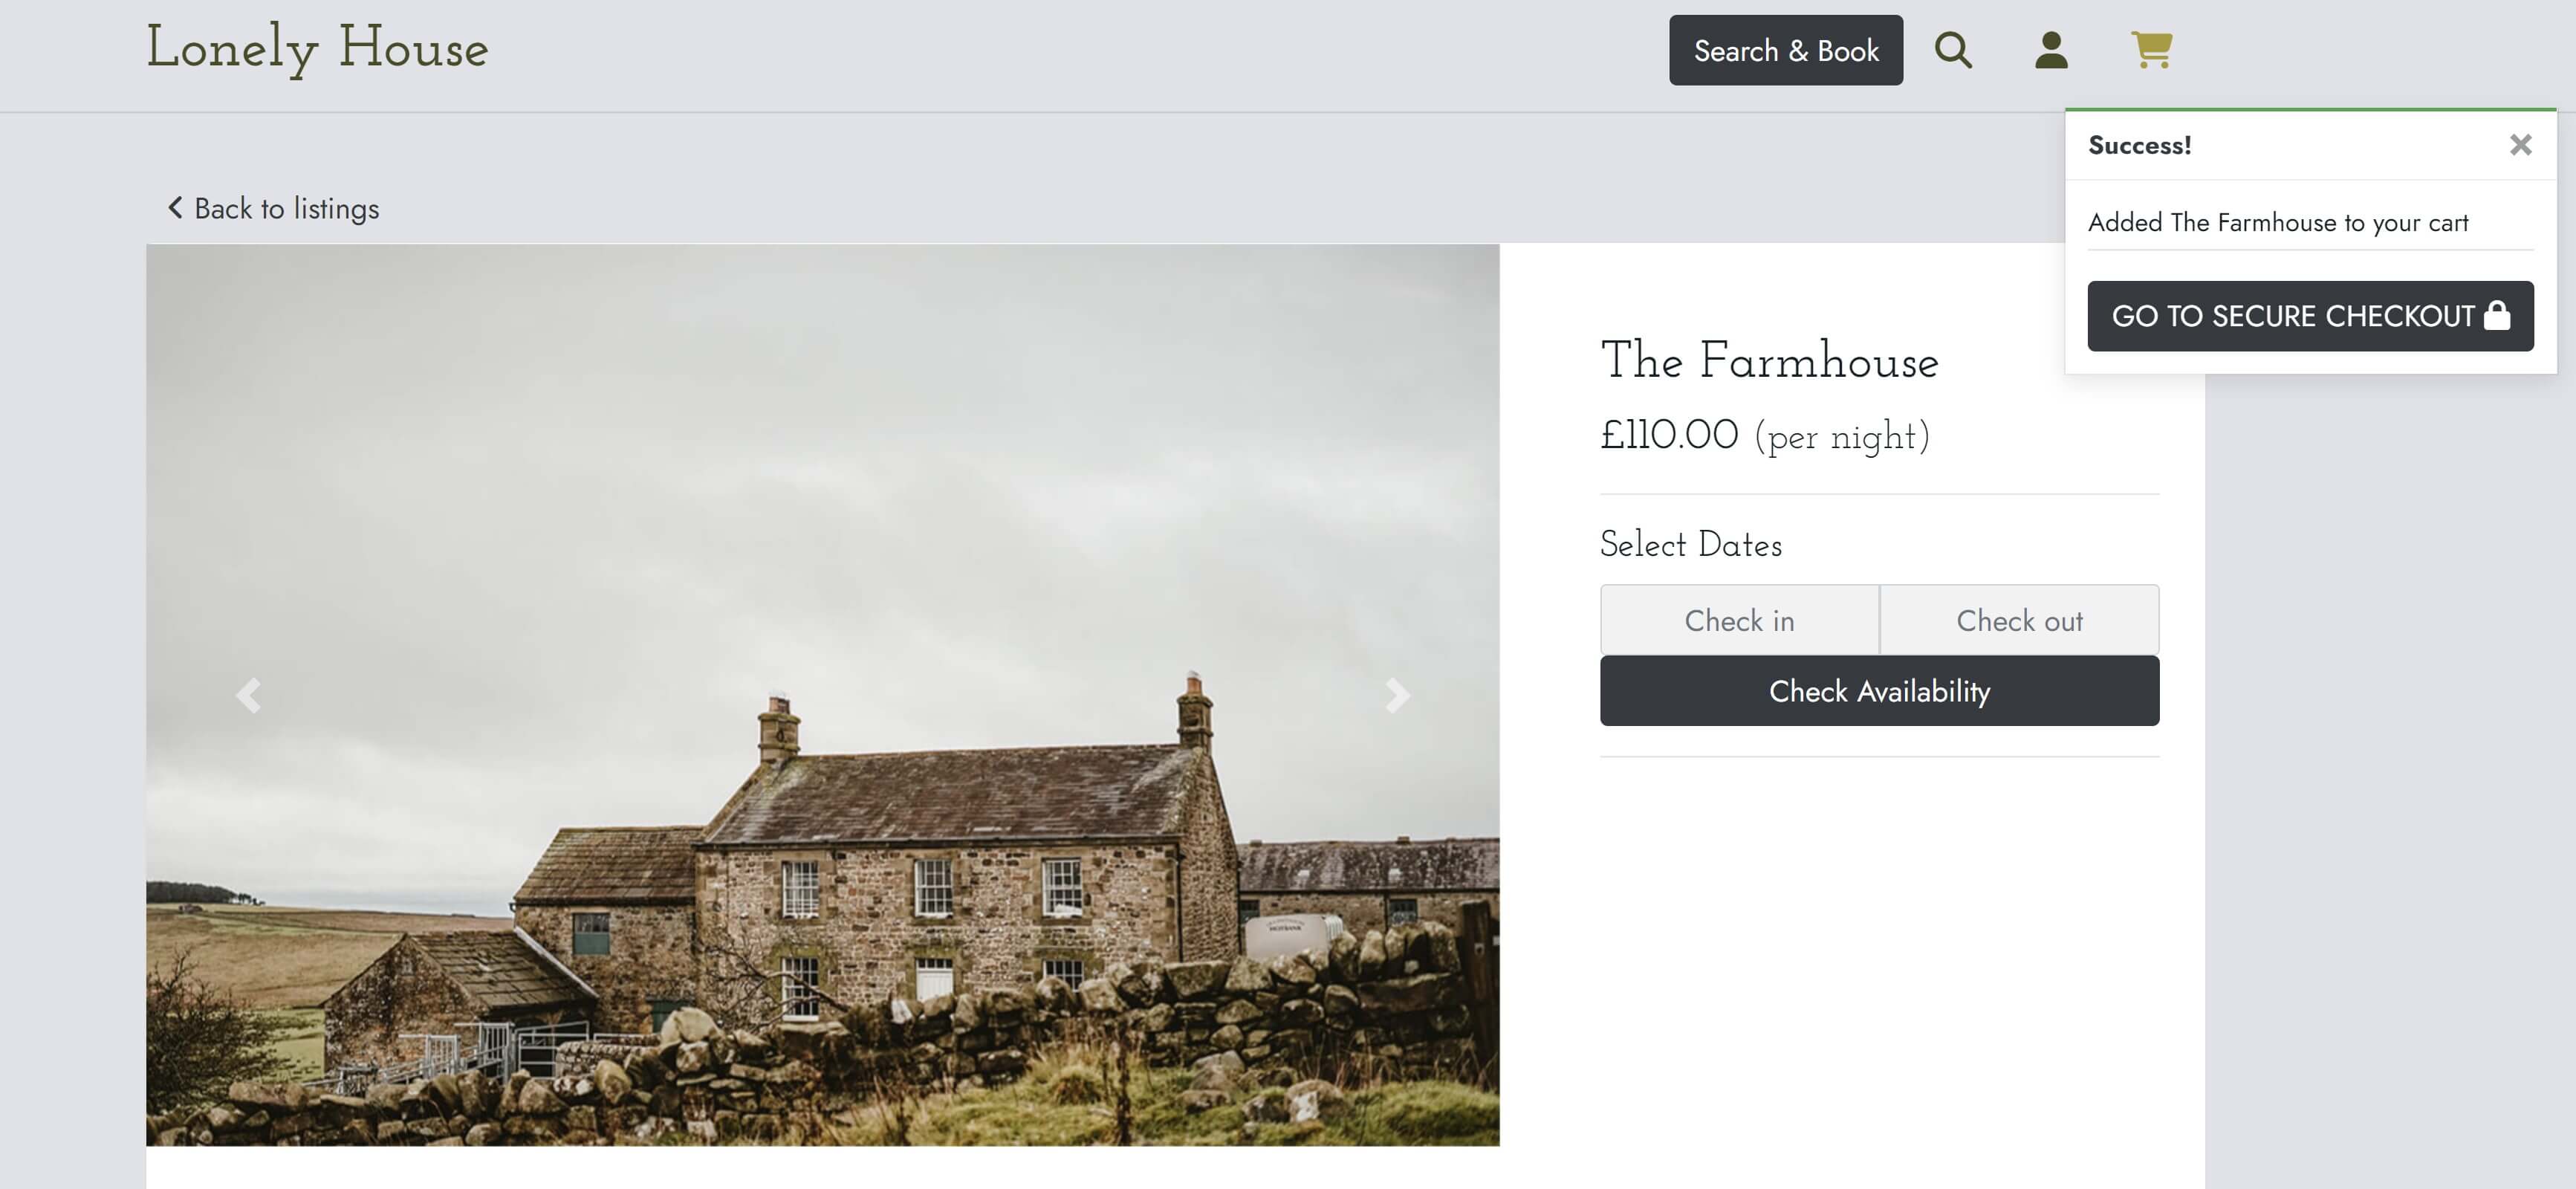 Lonely House
Search & Book
Success!
Added The Farmhouse to your cart
GO TO SECURE CHECKOUT
Back to listings
The Farmhouse
£110.00 (per night)
Select Dates
Check in
Check out
Check Availability